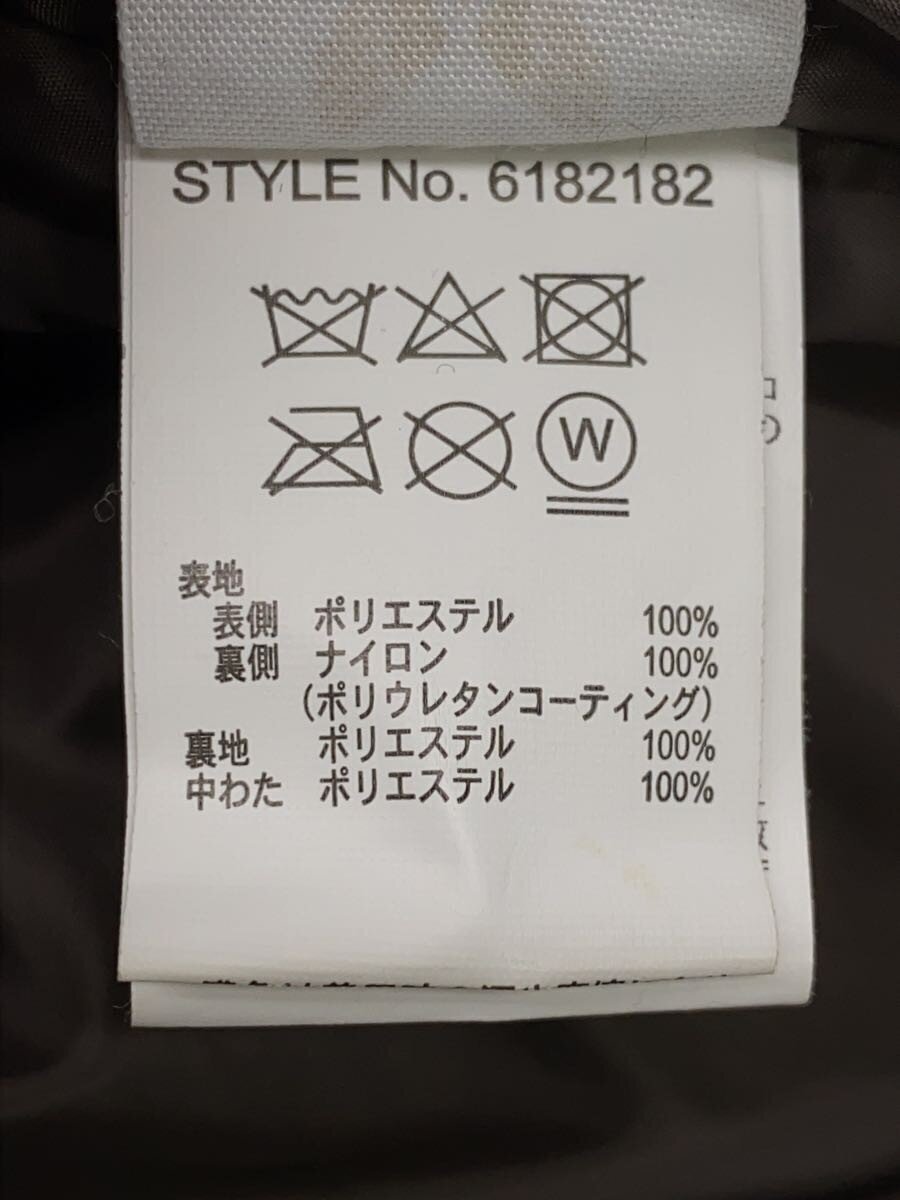 STYLE No. 6182182
W
表地
表側 ポリエステル 100%
裏側 ナイロン 100%
(ポリウレタンコーティング)
裏地 ポリエステル 100%
中わた ポリエステル 100%